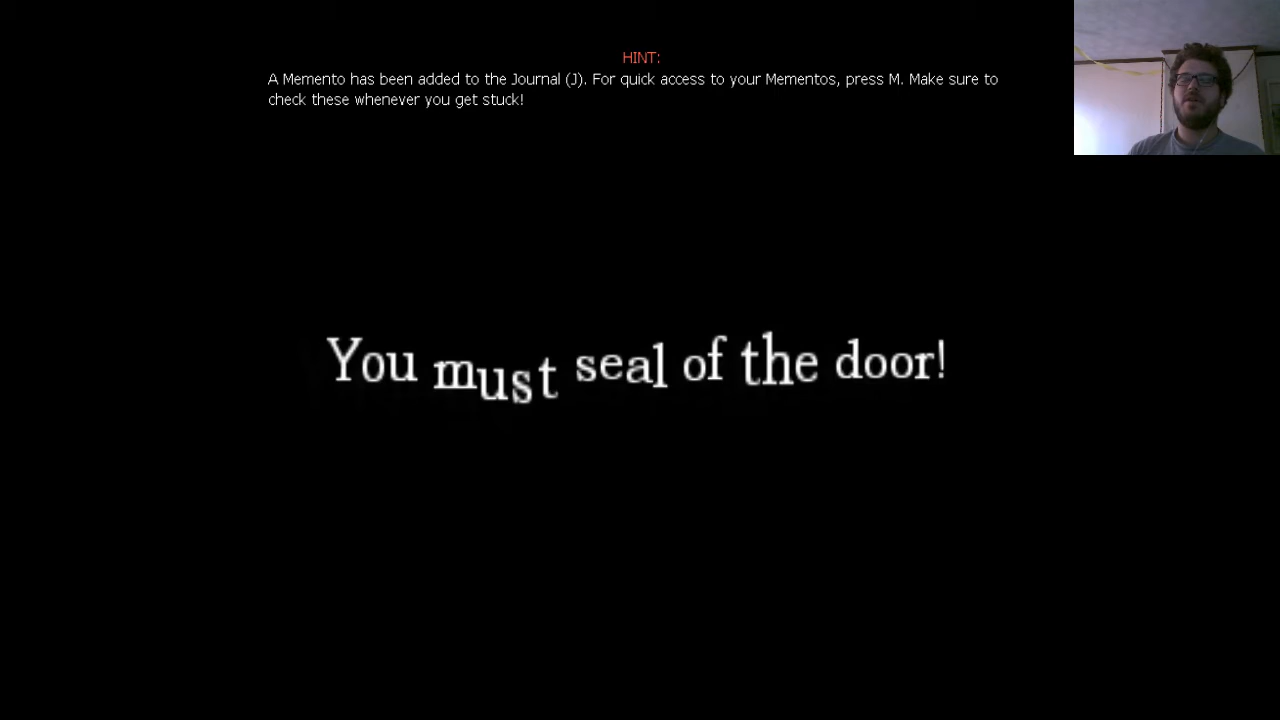 HINT:
A Memento has been added to the Journal (J). For quick access to your Mementos, press M. Make sure to
check these whenever you get stuck!
You must seal of the door!